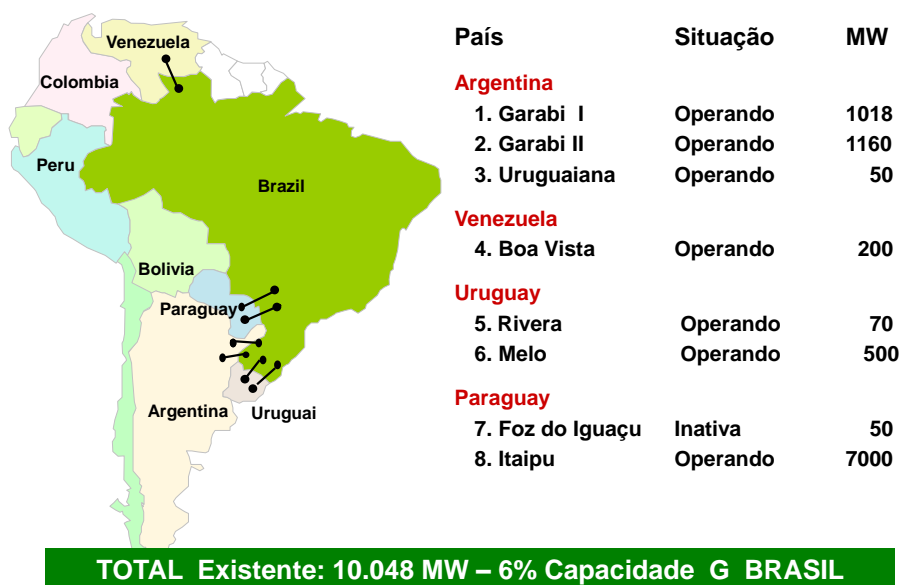 Venezuela
Colombia
Peru
Brazil
Bolivia
Paraguay
Argentina
Uruguai
País Situação MW
Argentina
1. Garabi I Operando 1018
2. Garabi II Operando 1160
3. Uruguaiana Operando 50
Venezuela
4. Boa Vista Operando 200
Uruguay
5. Rivera Operando 70
6. Melo Operando 500
Paraguay
7. Foz do Iguaçu Inativa 50
8. Itaipu Operando 7000
TOTAL Existente: 10.048 MW – 6% Capacidade G BRASIL